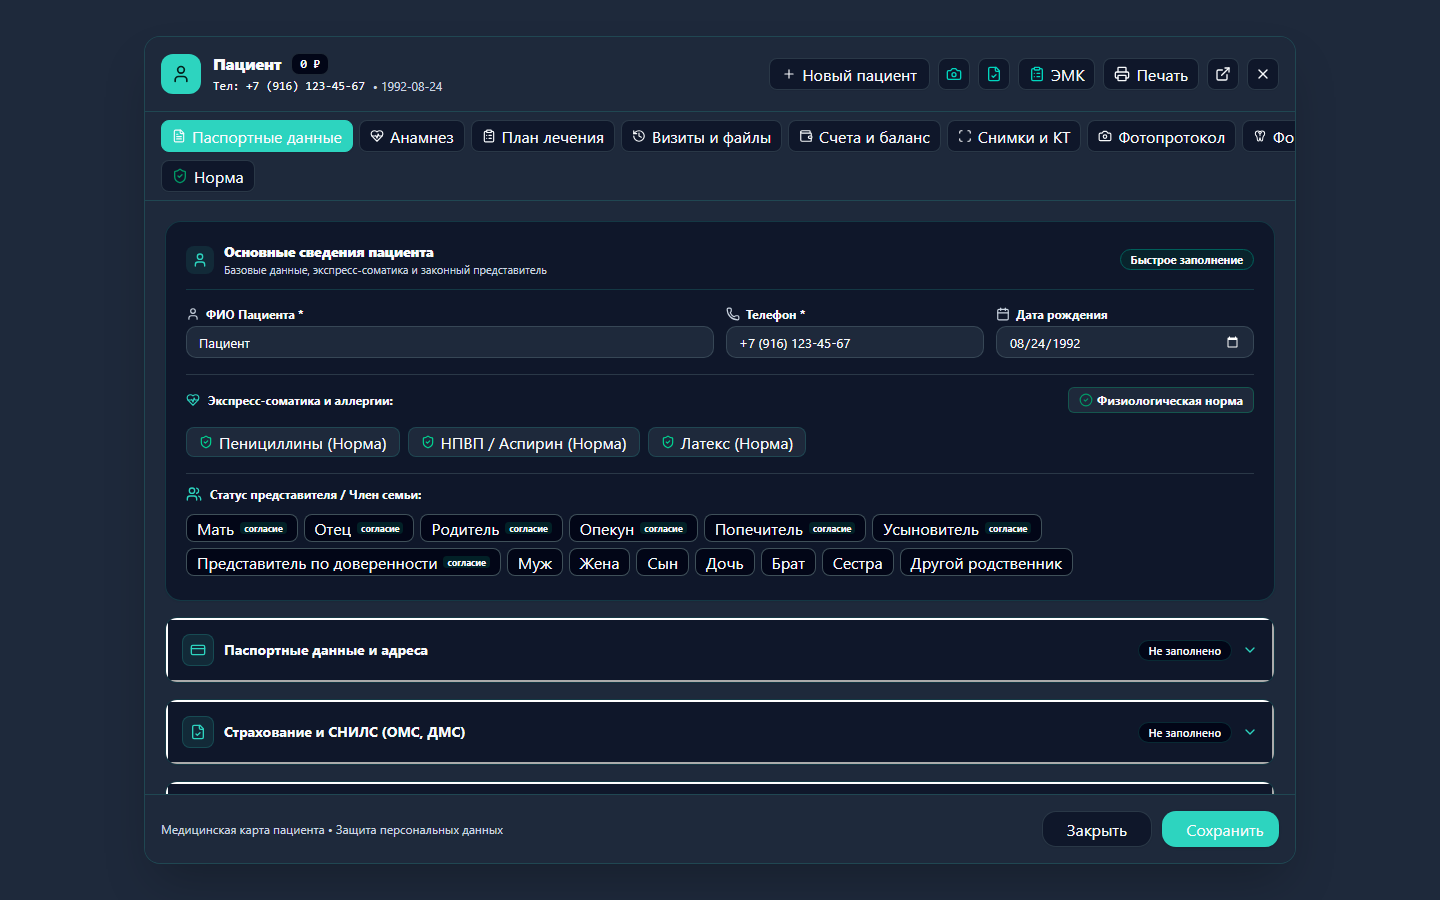 Пациент 0 ₽
Тел: +7 (916) 123-45-67 • 1992-08-24
Новый пациент
ЭМК
Печать
Паспортные данные
Анамнез
План лечения
Визиты и файлы
Счета и баланс
Снимки и КТ
Фотопротокол
Фо
Норма
Основные сведения пациента
Базовые данные, экспресс-соматика и законный представитель
Быстрое заполнение
ФИО Пациента *
Телефон *
Дата рождения
Пациент
+7 (916) 123-45-67
08/24/1992
Экспресс-соматика и аллергии:
Физиологическая норма
Пенициллины (Норма)
НПВП / Аспирин (Норма)
Латекс (Норма)
Статус представителя / Член семьи:
Мать согласие
Отец согласие
Родитель согласие
Опекун согласие
Попечитель согласие
Усыновитель согласие
Представитель по доверенности согласие
Муж
Жена
Сын
Дочь
Брат
Сестра
Другой родственник
Паспортные данные и адреса
Не заполнено
Страхование и СНИЛС (ОМС, ДМС)
Не заполнено
Медицинская карта пациента • Защита персональных данных
Закрыть
Сохранить